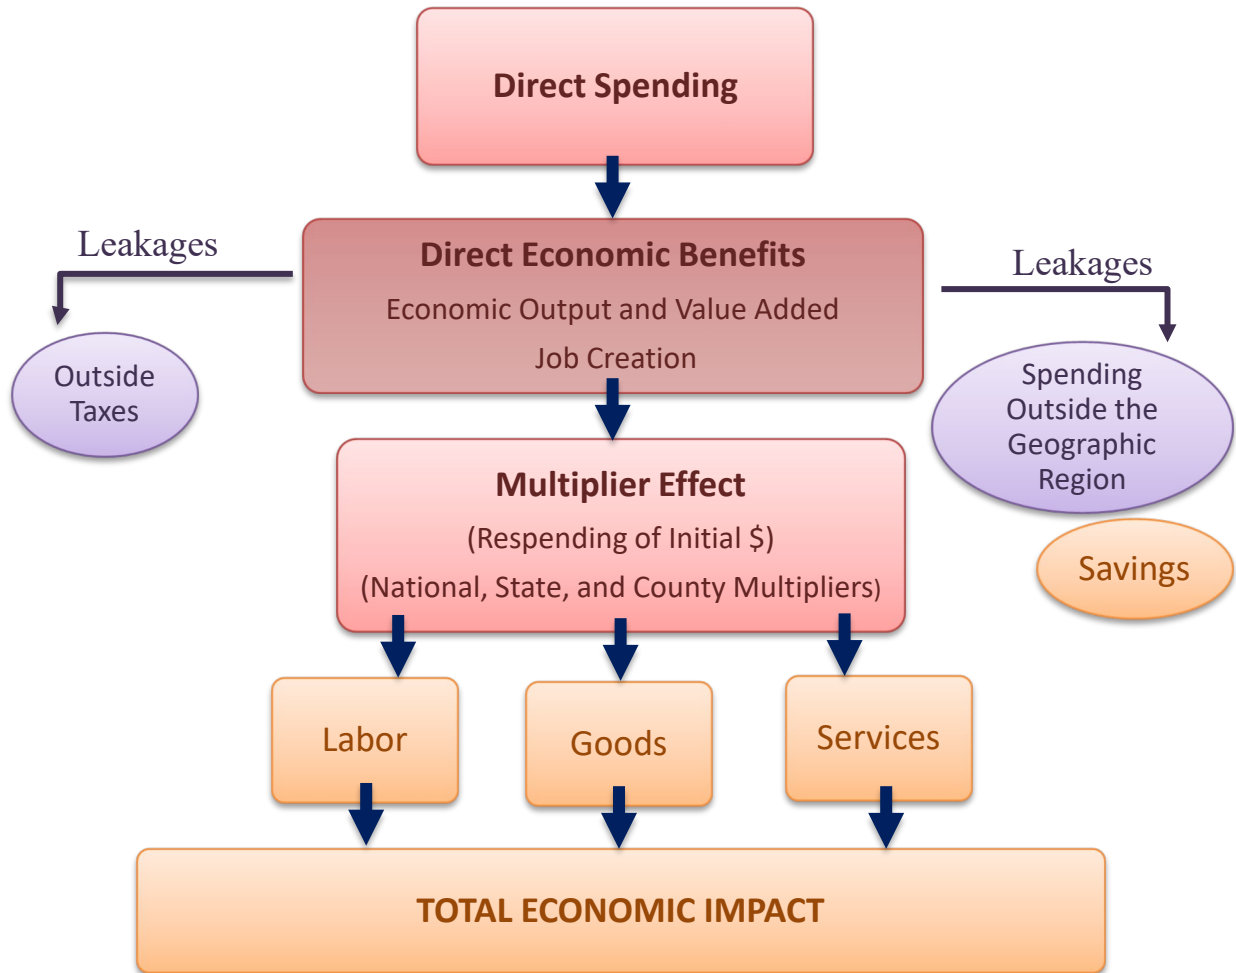 Direct Spending
Leakages
Direct Economic Benefits
Economic Output and Value Added
Job Creation
Leakages
Outside
Taxes
Spending
Outside the
Geographic
Region
Multiplier Effect
(Respending of Initial $)
(National, State, and County Multipliers)
Savings
Labor
Goods
Services
TOTAL ECONOMIC IMPACT